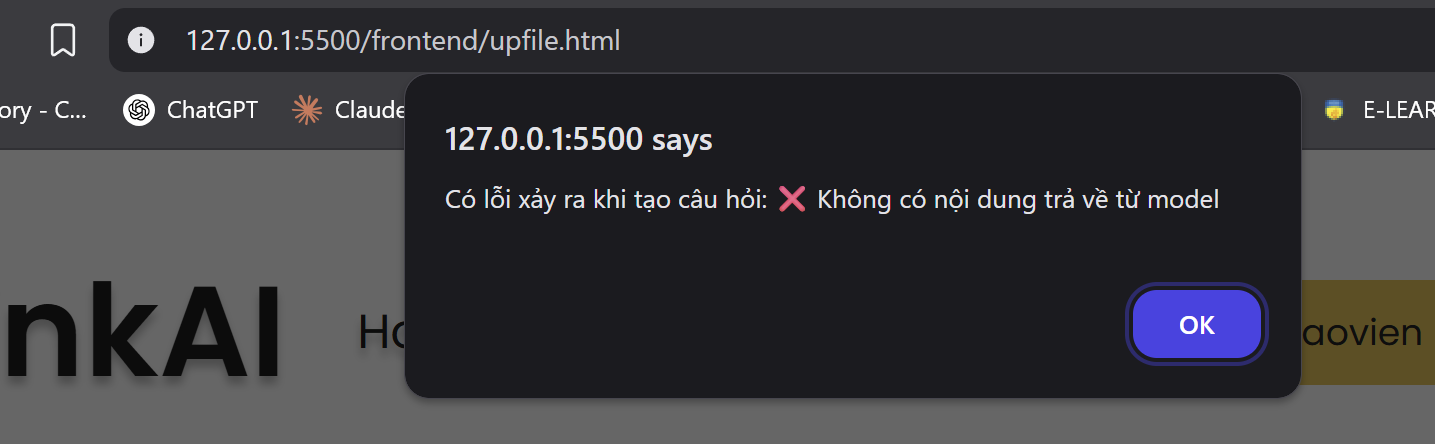 127.0.0.1:5500/frontend/upfile.html
ory - C... ChatGPT Claude E-LEAR
127.0.0.1:5500 says
Có lỗi xảy ra khi tạo câu hỏi: ❌ Không có nội dung trả về từ model
nkAI Ho aovien
OK